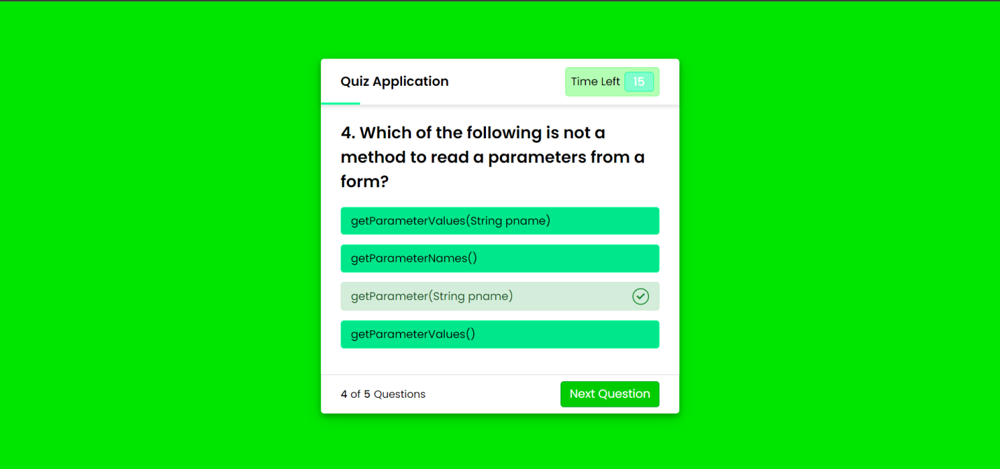 Quiz Application
Time Left 15
4. Which of the following is not a
method to read a parameters from a
form?
getParameterValues(String pname)
getParameterNames()
getParameter(String pname)
getParameterValues()
4 of 5 Questions
Next Question